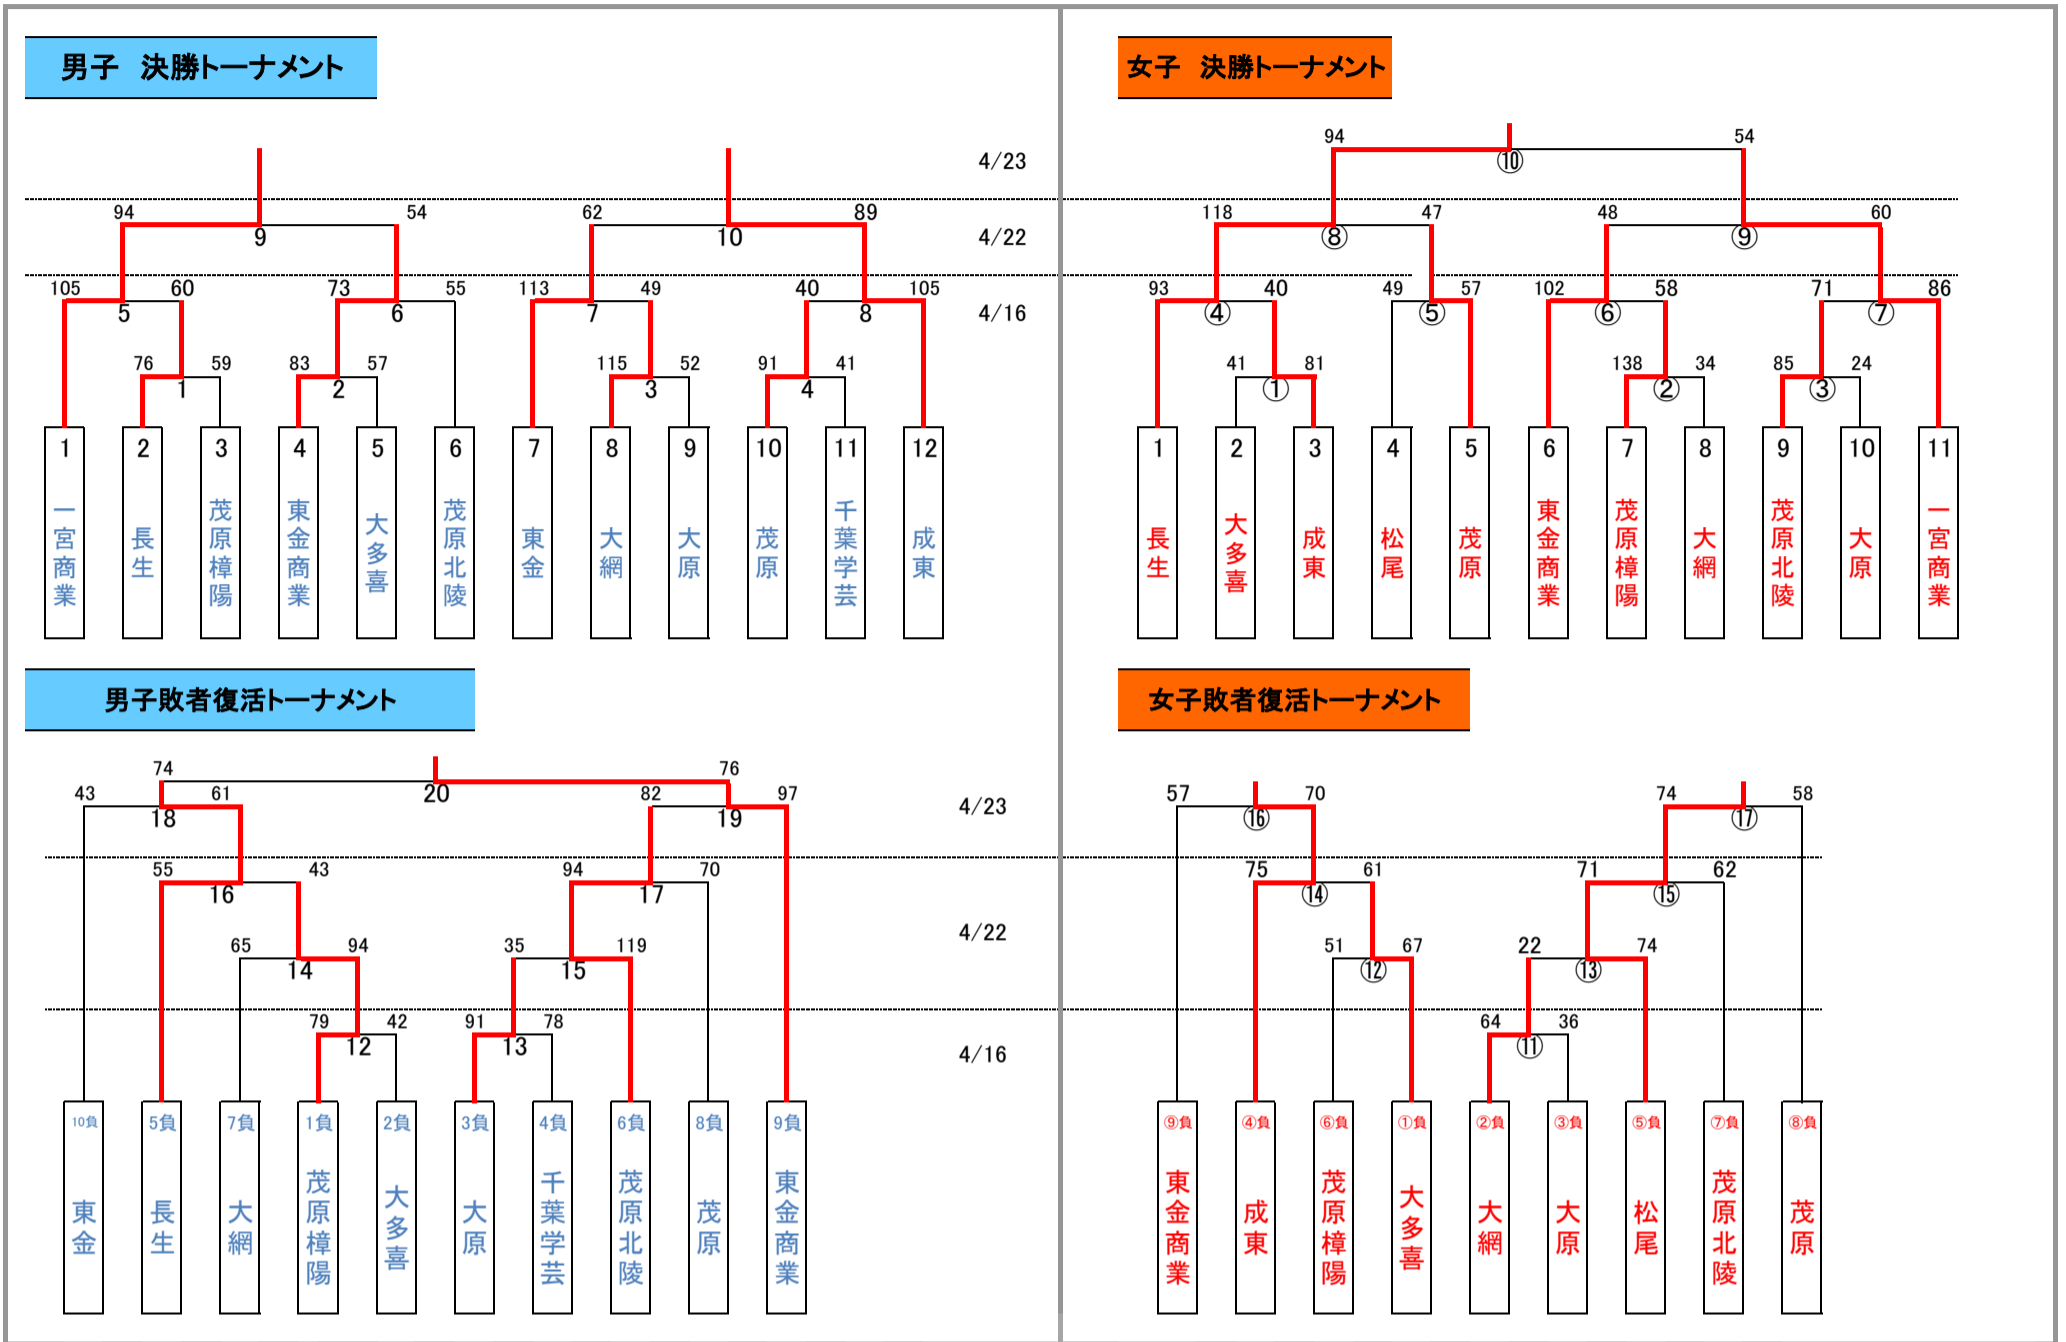 男子　決勝トーナメント
4/23
94 54 62 89
9 10 4/22
105 60 73 55 113 49 40 105
5 6 7 8 4/16
76 59 83 57 115 52 91 41
1 2 3 4
1 2 3 4 5 6 7 8 9 10 11 12
一宮商業
長生
茂原樟陽
東金商業
大多喜
茂原北陵
東金
大網
大原
茂原
千葉学芸
成東
女子　決勝トーナメント
94 54
⑩
118 47 48 60
⑧ ⑨
93 40 49 57 102 58 71 86
④ ⑤ ⑥ ⑦
41 81 138 34 85 24
① ② ③
1 2 3 4 5 6 7 8 9 10 11
長生
大多喜
成東
松尾
茂原
東金商業
茂原樟陽
大網
茂原北陵
大原
一宮商業
男子敗者復活トーナメント
74 76
20
43 61 82 97
18 19 4/23
55 43 94 70
16 17
4/22
65 94 35 119
14 15
79 42 91 78
12 13 4/16
10負 5負 7負 1負 2負 3負 4負 6負 8負 9負
東金
長生
大網
茂原樟陽
大多喜
大原
千葉学芸
茂原北陵
茂原
東金商業
女子敗者復活トーナメント
57 70 74 58
⑯ ⑰
75 61 71 62
⑭ ⑮
51 67 22 74
⑫ ⑬
64 36
⑪
⑨負 ④負 ⑥負 ①負 ②負 ③負 ⑤負 ⑦負 ⑧負
東金商業
成東
茂原樟陽
大多喜
大網
大原
松尾
茂原北陵
茂原